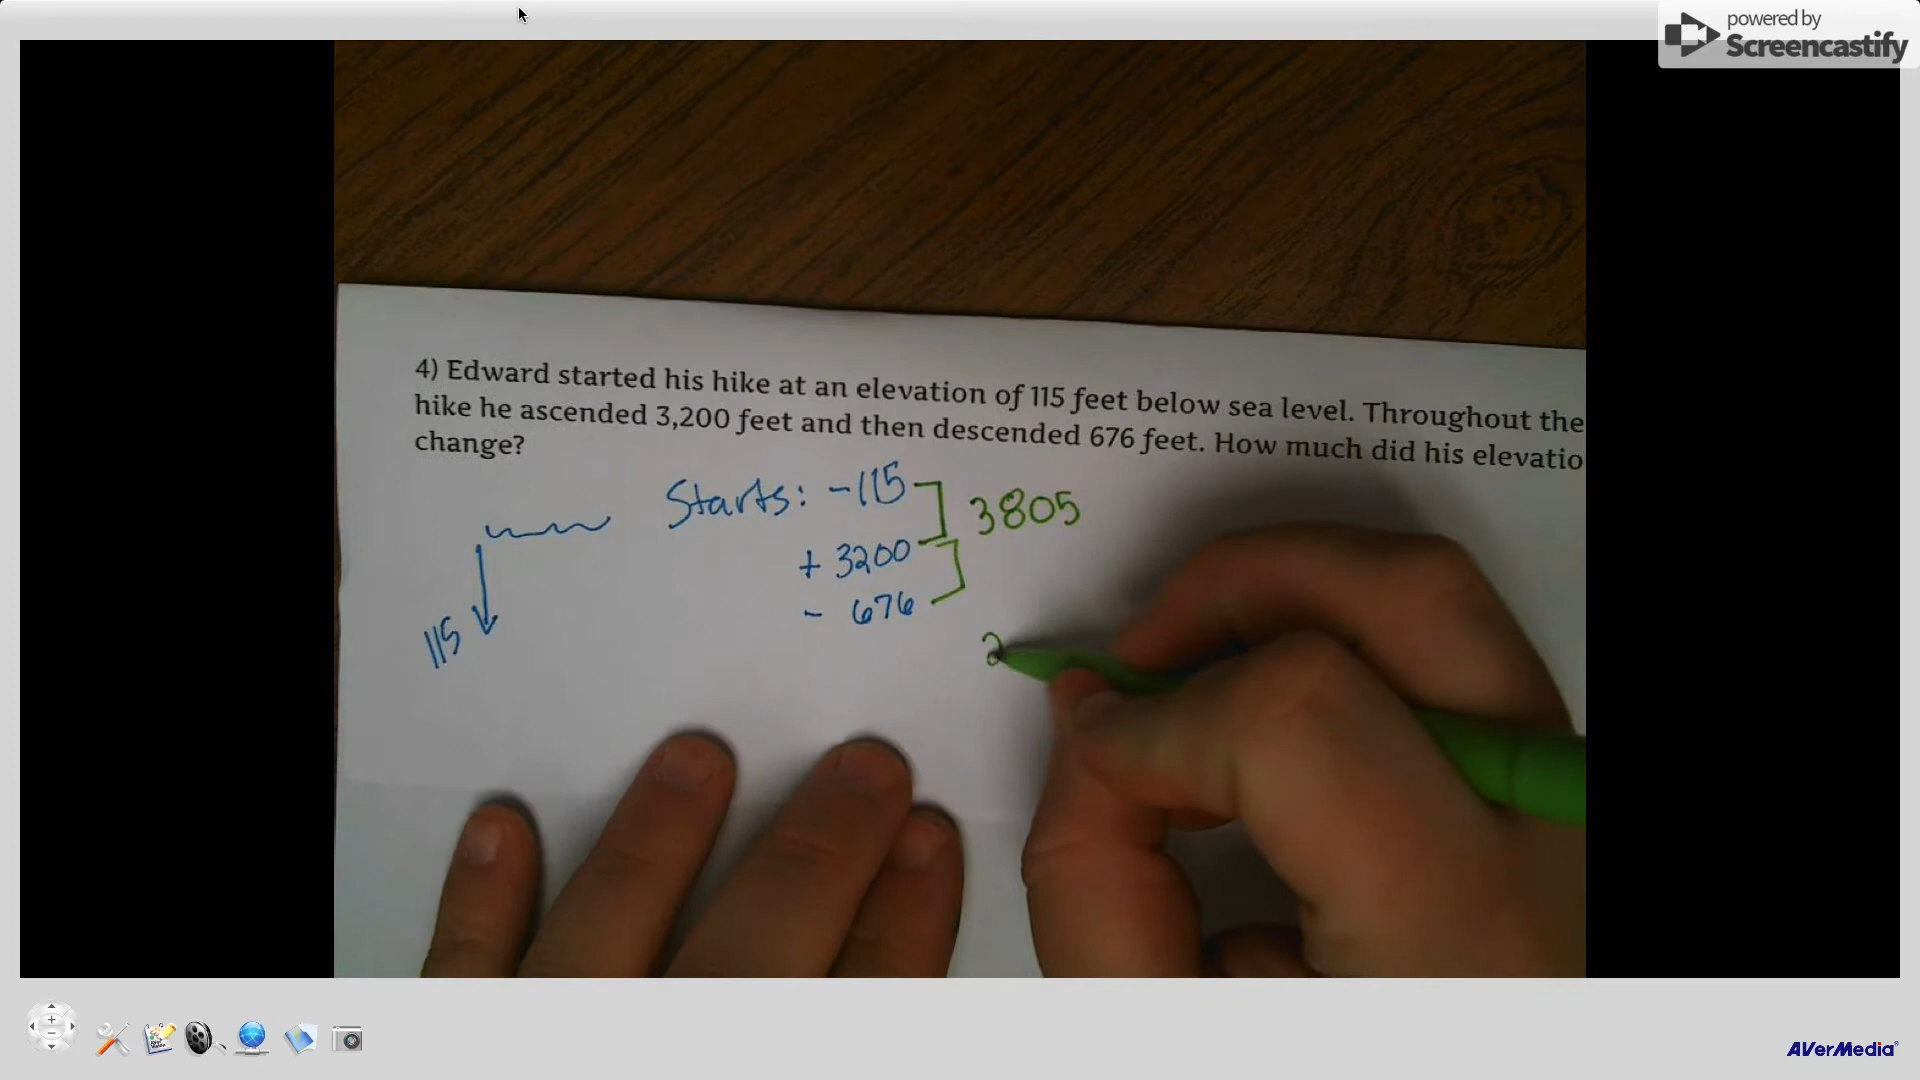 powered by
Screencastify
4) Edward started his hike at an elevation of 115 feet below sea level. Throughout the
hike he ascended 3,200 feet and then descended 676 feet. How much did his elevatio
change?
Starts: -115
3805
+ 3200
- 676
115
2
AVerMedia